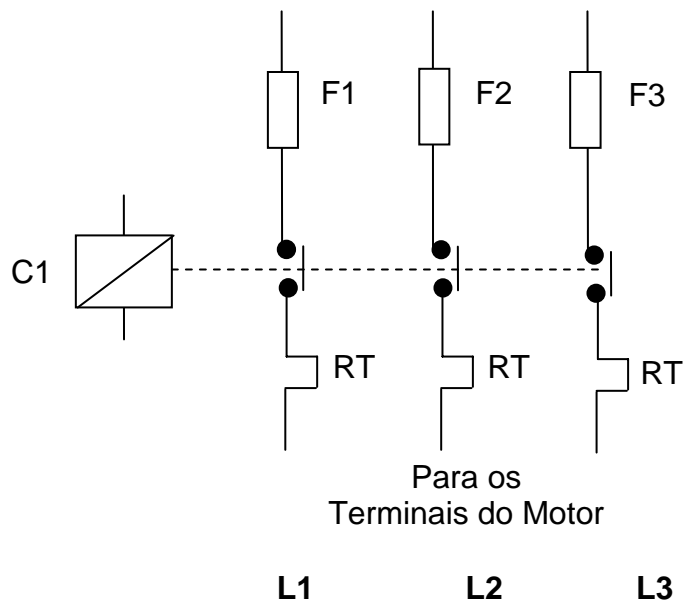 F1 F2 F3
C1
RT RT RT
Para os
Terminais do Motor
L1 L2 L3